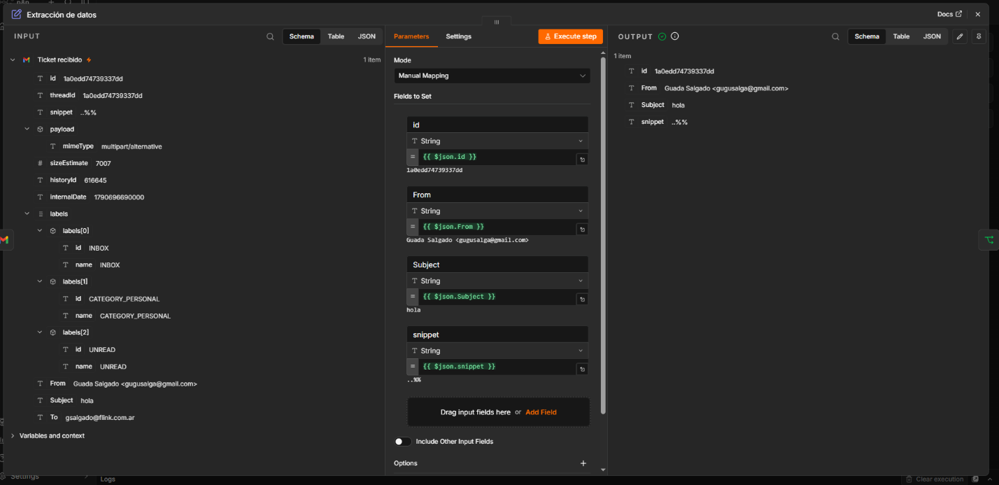 Extracción de datos
Docs
INPUT
Schema Table JSON
Ticket recibido
1 item
id 1a0edd74739337dd
threadId 1a0edd74739337dd
snippet ..%%
payload
mimeType multipart/alternative
sizeEstimate 7007
historyId 616645
internalDate 1790696690000
labels
labels[0]
id INBOX
name INBOX
labels[1]
id CATEGORY_PERSONAL
name CATEGORY_PERSONAL
labels[2]
id UNREAD
name UNREAD
From Guada Salgado <gugusalga@gmail.com>
Subject hola
To gsalgado@flink.com.ar
Variables and context
Parameters Settings
Execute step
Mode
Manual Mapping
Fields to Set
id
String
= {{ $json.id }}
1a0edd74739337dd
From
String
= {{ $json.From }}
Guada Salgado <gugusalga@gmail.com>
Subject
String
= {{ $json.Subject }}
hola
snippet
String
= {{ $json.snippet }}
..%%
Drag input fields here or Add Field
Include Other Input Fields
Options
OUTPUT
Schema Table JSON
1 item
id 1a0edd74739337dd
From Guada Salgado <gugusalga@gmail.com>
Subject hola
snippet ..%%
Settings
Logs
Clear execution